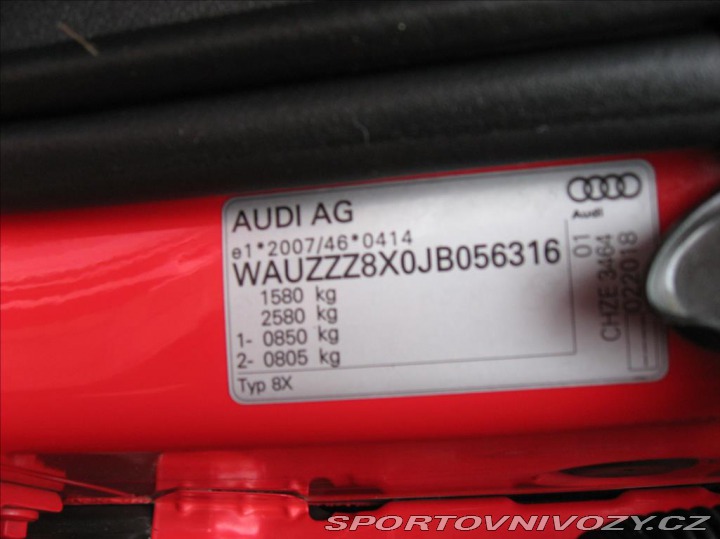 AUDI AG
Audi
e1*2007/46*0414
WAUZZZ8X0JB056316
01
1580 kg
2580 kg
1- 0850 kg
2- 0805 kg
Typ 8X
CHZE 3464
022018
SPORTOVNIVOZY.CZ